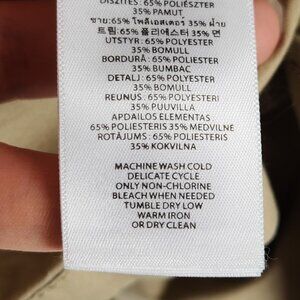 DÍSZÍTÉS: 65% POLIÉSZTER
35% PAMUT
ชาย: 65% โพลีเอสเตอร์ 35% ฝ้าย
트림: 65% 폴리에스터 35% 면
UTSTYR: 65% POLYESTER
35% BOMULL
BORDURĂ: 65% POLIESTER
35% BUMBAC
DETALJ: 65% POLYESTER
35% BOMULL
REUNUS: 65% POLYESTERI
35% PUUVILLA
APDAILOS ELEMENTAS
65% POLIESTERIS 35% MEDVILNE
ROTĀJUMS: 65% POLIESTERIS
35% KOKVILNA
MACHINE WASH COLD
DELICATE CYCLE
ONLY NON-CHLORINE
BLEACH WHEN NEEDED
TUMBLE DRY LOW
WARM IRON
OR DRY CLEAN